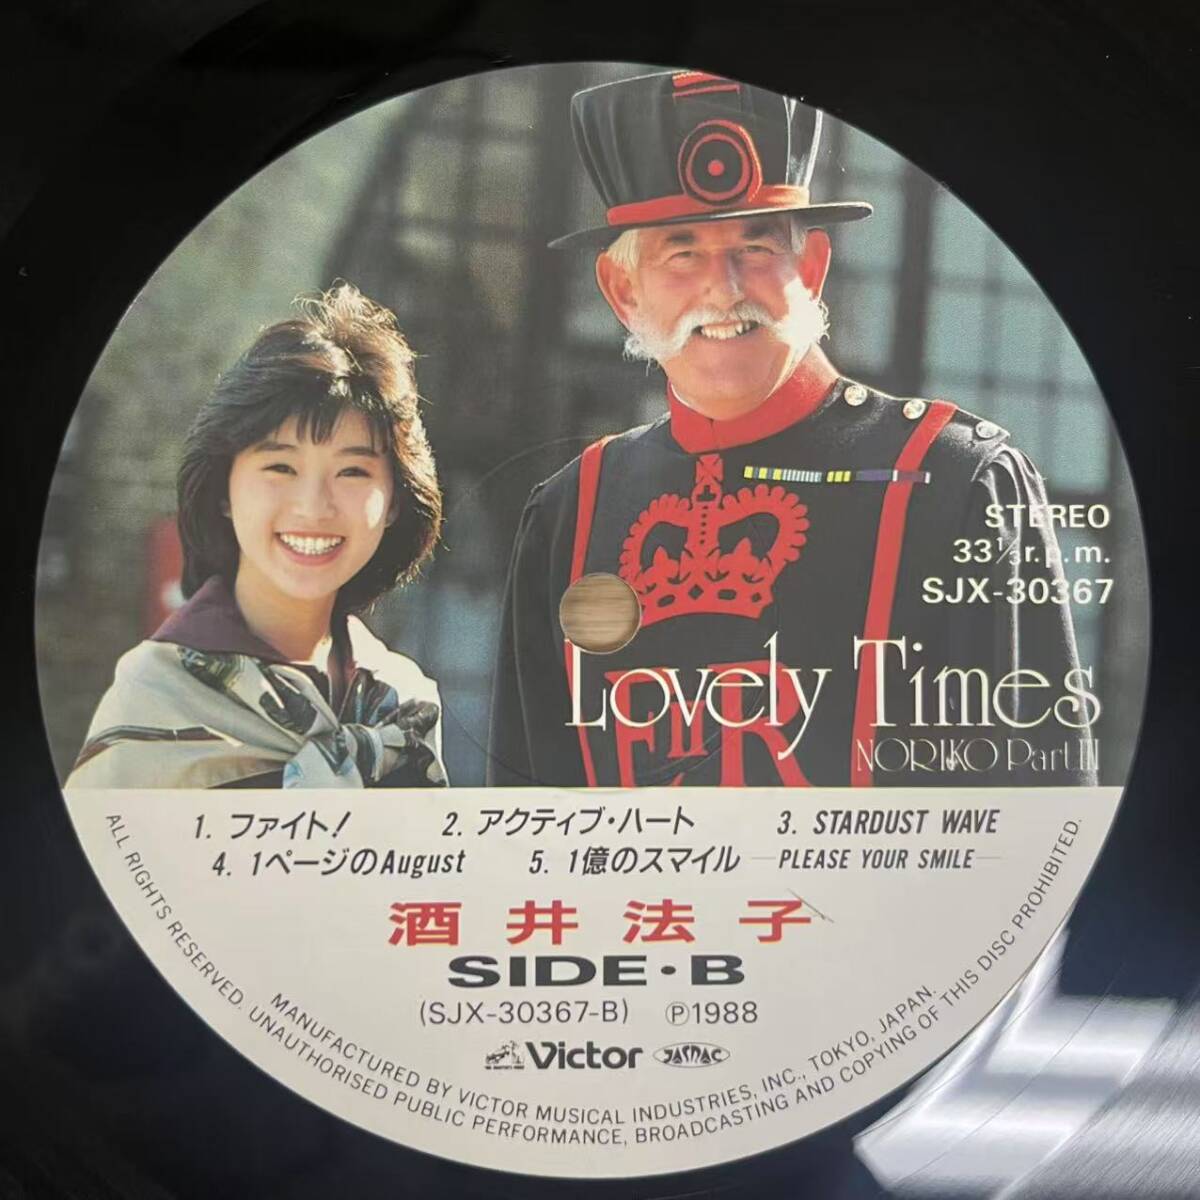 STEREO
33 1/3 r.p.m.
SJX-30367
EIIR
Lovely Times
NORIKO Part III
1. ファイト! 2. アクティブ・ハート 3. STARDUST WAVE
4. 1ページのAugust 5. 1億のスマイル —PLEASE YOUR SMILE—
酒井法子
SIDE・B
(SJX-30367-B) ℗1988
Victor JASRAC
MANUFACTURED BY VICTOR MUSICAL INDUSTRIES, INC., TOKYO, JAPAN.
ALL RIGHTS RESERVED. UNAUTHORISED PUBLIC PERFORMANCE, BROADCASTING AND COPYING OF THIS DISC PROHIBITED.